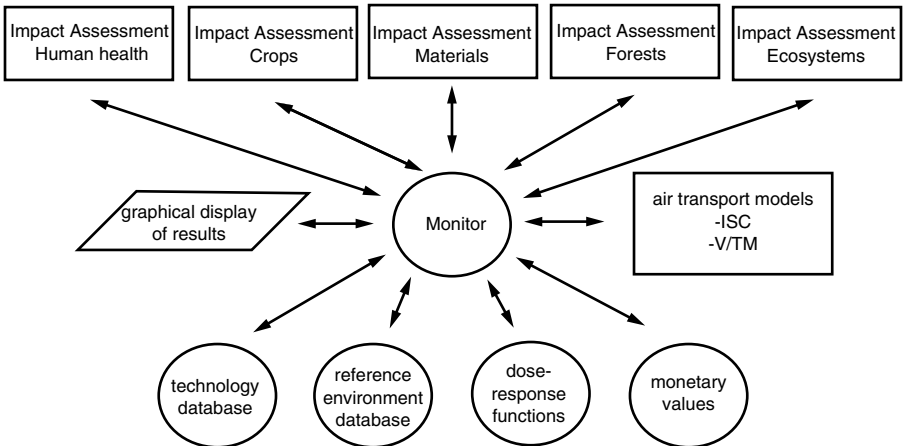 Impact Assessment
Human health
Impact Assessment
Crops
Impact Assessment
Materials
Impact Assessment
Forests
Impact Assessment
Ecosystems
graphical display
of results
Monitor
air transport models
-ISC
-V/TM
technology
database
reference
environment
database
dose-
response
functions
monetary
values